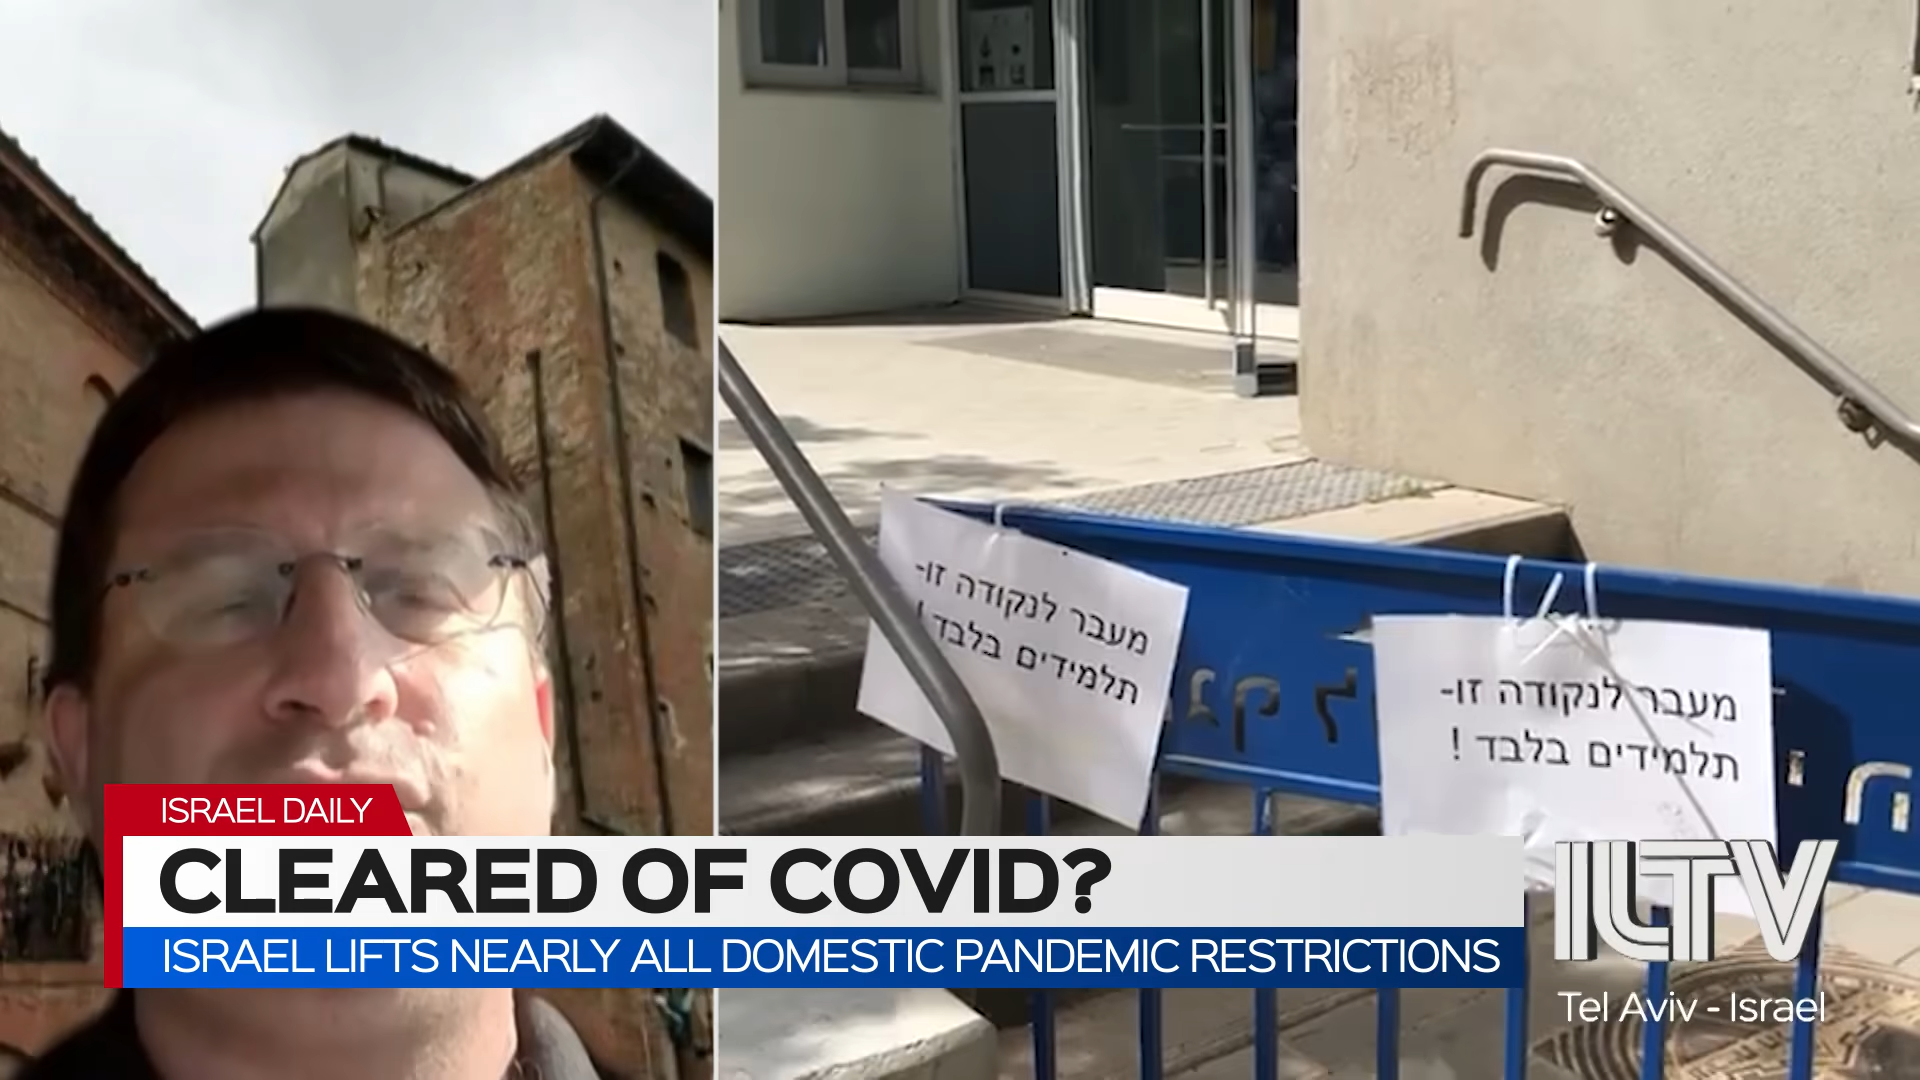 מעבר לנקודה זו-
תלמידים בלבד !
מעבר לנקודה זו-
תלמידים בלבד !
ISRAEL DAILY
CLEARED OF COVID?
ISRAEL LIFTS NEARLY ALL DOMESTIC PANDEMIC RESTRICTIONS
ILTV
Tel Aviv - Israel